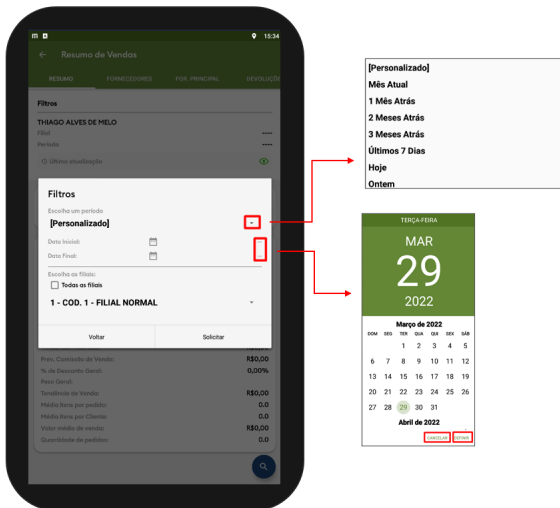 15:34
Resumo de Vendas
RESUMO FORNECEDORES FOR. PRINCIPAL DEVOLUÇÕE
Filtros
THIAGO ALVES DE MELO
Filial ----
Período ----
Última atualização
Filtros
Escolha um período
[Personalizado]
Data Inicial:
Data Final:
Escolha as filiais:
Todas as filiais
1 - COD. 1 - FILIAL NORMAL
Voltar Solicitar
Prev. Comissão de Venda: R$0,00
% de Desconto Geral: 0,00%
Peso Geral:
Tendência de Venda: R$0,00
Média itens por pedido: 0.0
Média itens por Cliente: 0.0
Valor médio de venda: R$0,00
Quantidade de pedidos: 0.0
[Personalizado]
Mês Atual
1 Mês Atrás
2 Meses Atrás
3 Meses Atrás
Últimos 7 Dias
Hoje
Ontem
TERÇA-FEIRA
MAR
29
2022
Março de 2022
DOM SEG TER QUA QUI SEX SÁB
1 2 3 4 5
6 7 8 9 10 11 12
13 14 15 16 17 18 19
20 21 22 23 24 25 26
27 28 29 30 31
Abril de 2022
CANCELAR DEFINIR